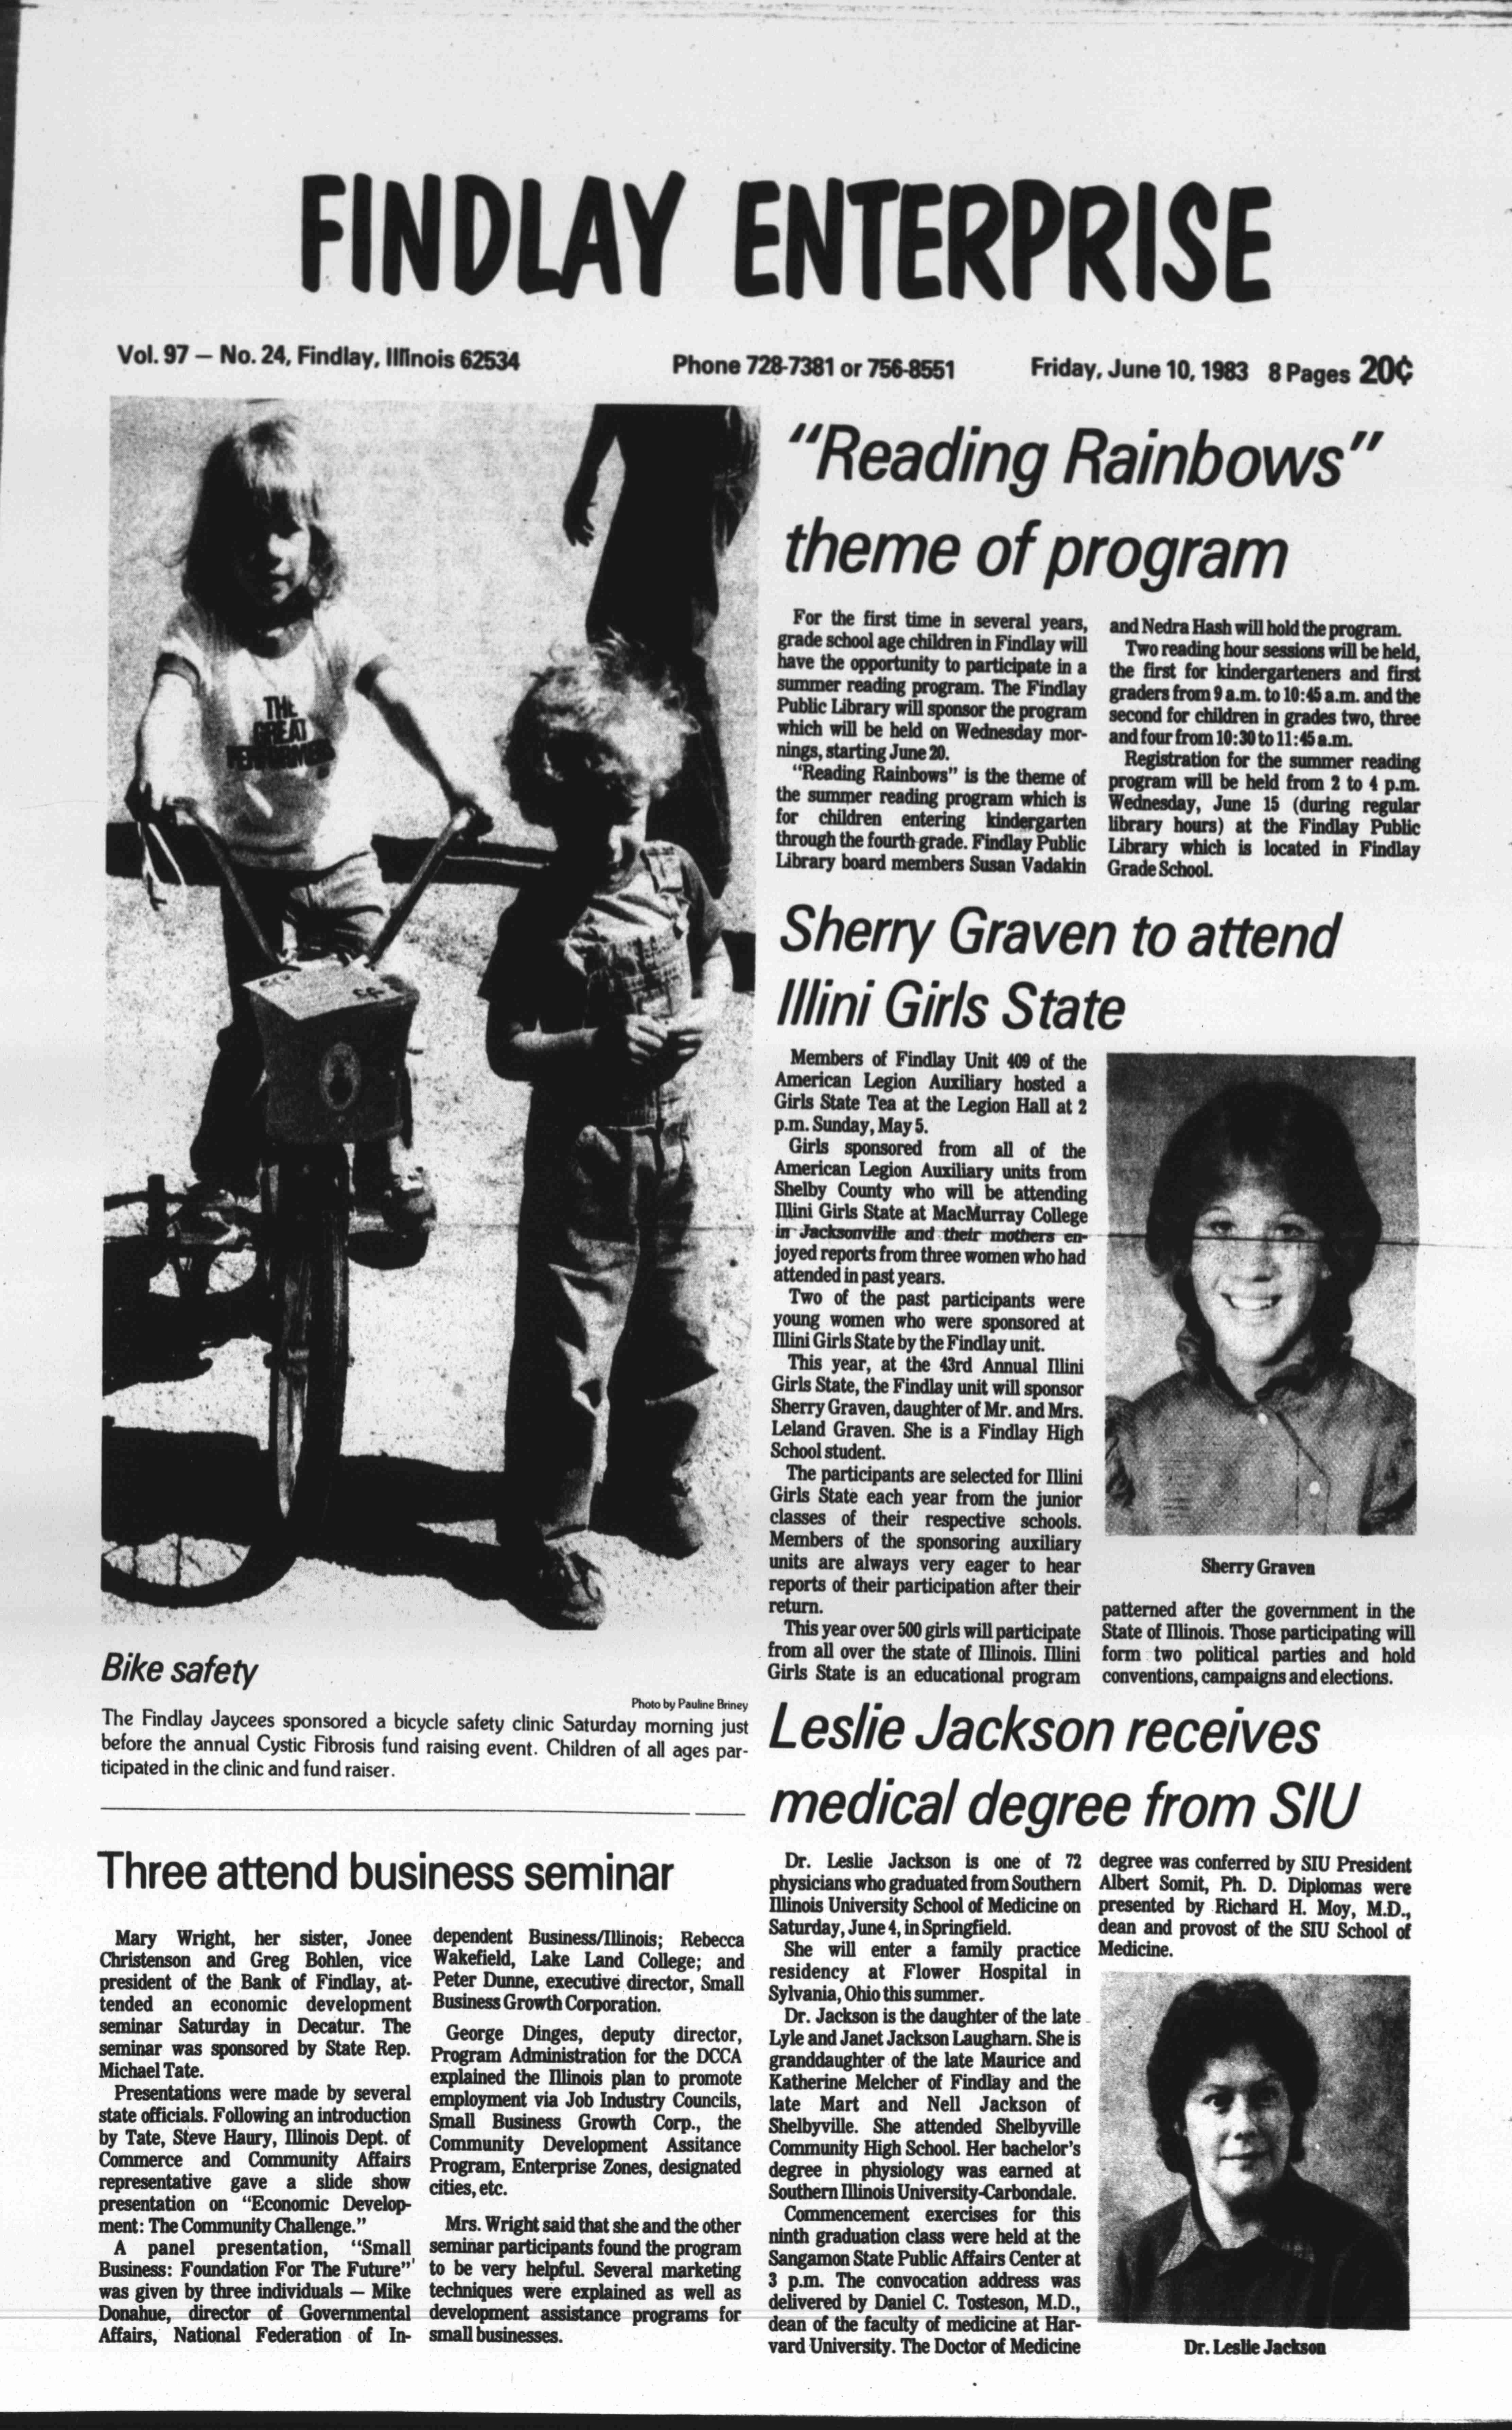 FINDLAY ENTERPRISE
Vol. 97 — No. 24, Findlay, Illinois 62534
Phone 728-7381 or 756-8551
Friday, June 10, 1983 8 Pages 20¢
THE
GREAT
Bike safety
Photo by Pauline Briney
The Findlay Jaycees sponsored a bicycle safety clinic Saturday morning just
before the annual Cystic Fibrosis fund raising event. Children of all ages par-
ticipated in the clinic and fund raiser.
Three attend business seminar
Mary Wright, her sister, Jonee
Christenson and Greg Bohlen, vice
president of the Bank of Findlay, at-
tended an economic development
seminar Saturday in Decatur. The
seminar was sponsored by State Rep.
Michael Tate.
Presentations were made by several
state officials. Following an introduction
by Tate, Steve Haury, Illinois Dept. of
Commerce and Community Affairs
representative gave a slide show
presentation on "Economic Develop-
ment: The Community Challenge."
A panel presentation, "Small
Business: Foundation For The Future"
was given by three individuals — Mike
Donahue, director of Governmental
Affairs, National Federation of In-
dependent Business/Illinois; Rebecca
Wakefield, Lake Land College; and
Peter Dunne, executive director, Small
Business Growth Corporation.
George Dinges, deputy director,
Program Administration for the DCCA
explained the Illinois plan to promote
employment via Job Industry Councils,
Small Business Growth Corp., the
Community Development Assitance
Program, Enterprise Zones, designated
cities, etc.
Mrs. Wright said that she and the other
seminar participants found the program
to be very helpful. Several marketing
techniques were explained as well as
development assistance programs for
small businesses.
"Reading Rainbows"
theme of program
For the first time in several years,
grade school age children in Findlay will
have the opportunity to participate in a
summer reading program. The Findlay
Public Library will sponsor the program
which will be held on Wednesday mor-
nings, starting June 20.
"Reading Rainbows" is the theme of
the summer reading program which is
for children entering kindergarten
through the fourth grade. Findlay Public
Library board members Susan Vadakin
and Nedra Hash will hold the program.
Two reading hour sessions will be held,
the first for kindergarteners and first
graders from 9 a.m. to 10:45 a.m. and the
second for children in grades two, three
and four from 10:30 to 11:45 a.m.
Registration for the summer reading
program will be held from 2 to 4 p.m.
Wednesday, June 15 (during regular
library hours) at the Findlay Public
Library which is located in Findlay
Grade School.
Sherry Graven to attend
Illini Girls State
Members of Findlay Unit 409 of the
American Legion Auxiliary hosted a
Girls State Tea at the Legion Hall at 2
p.m. Sunday, May 5.
Girls sponsored from all of the
American Legion Auxiliary units from
Shelby County who will be attending
Illini Girls State at MacMurray College
in Jacksonville and their mothers en-
joyed reports from three women who had
attended in past years.
Two of the past participants were
young women who were sponsored at
Illini Girls State by the Findlay unit.
This year, at the 43rd Annual Illini
Girls State, the Findlay unit will sponsor
Sherry Graven, daughter of Mr. and Mrs.
Leland Graven. She is a Findlay High
School student.
The participants are selected for Illini
Girls State each year from the junior
classes of their respective schools.
Members of the sponsoring auxiliary
units are always very eager to hear
reports of their participation after their
return.
This year over 500 girls will participate
from all over the state of Illinois. Illini
Girls State is an educational program
Sherry Graven
patterned after the government in the
State of Illinois. Those participating will
form two political parties and hold
conventions, campaigns and elections.
Leslie Jackson receives
medical degree from SIU
Dr. Leslie Jackson is one of 72
physicians who graduated from Southern
Illinois University School of Medicine on
Saturday, June 4, in Springfield.
She will enter a family practice
residency at Flower Hospital in
Sylvania, Ohio this summer.
Dr. Jackson is the daughter of the late
Lyle and Janet Jackson Laugharn. She is
granddaughter of the late Maurice and
Katherine Melcher of Findlay and the
late Mart and Nell Jackson of
Shelbyville. She attended Shelbyville
Community High School. Her bachelor's
degree in physiology was earned at
Southern Illinois University-Carbondale.
Commencement exercises for this
ninth graduation class were held at the
Sangamon State Public Affairs Center at
3 p.m. The convocation address was
delivered by Daniel C. Tosteson, M.D.,
dean of the faculty of medicine at Har-
vard University. The Doctor of Medicine
degree was conferred by SIU President
Albert Somit, Ph. D. Diplomas were
presented by Richard H. Moy, M.D.,
dean and provost of the SIU School of
Medicine.
Dr. Leslie Jackson